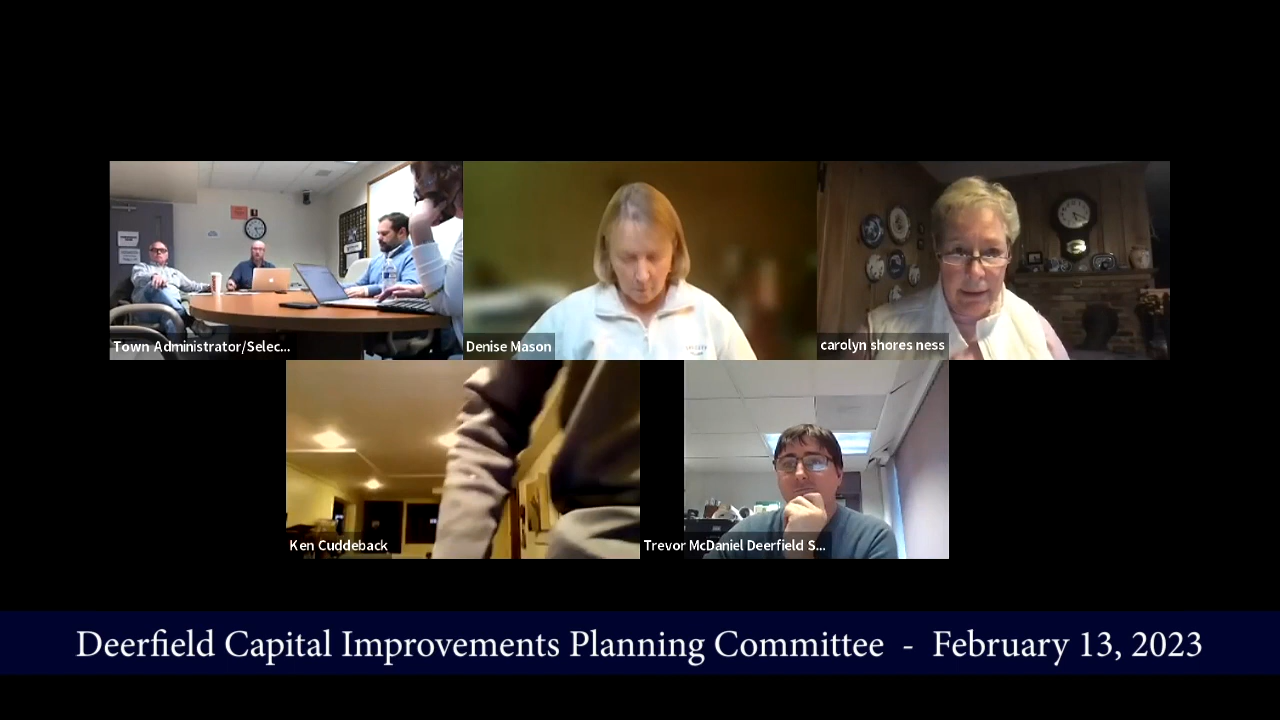 Town Administrator/Selec...
Denise Mason
carolyn shores ness
Ken Cuddeback
Trevor McDaniel Deerfield S...
Deerfield Capital Improvements Planning Committee - February 13, 2023